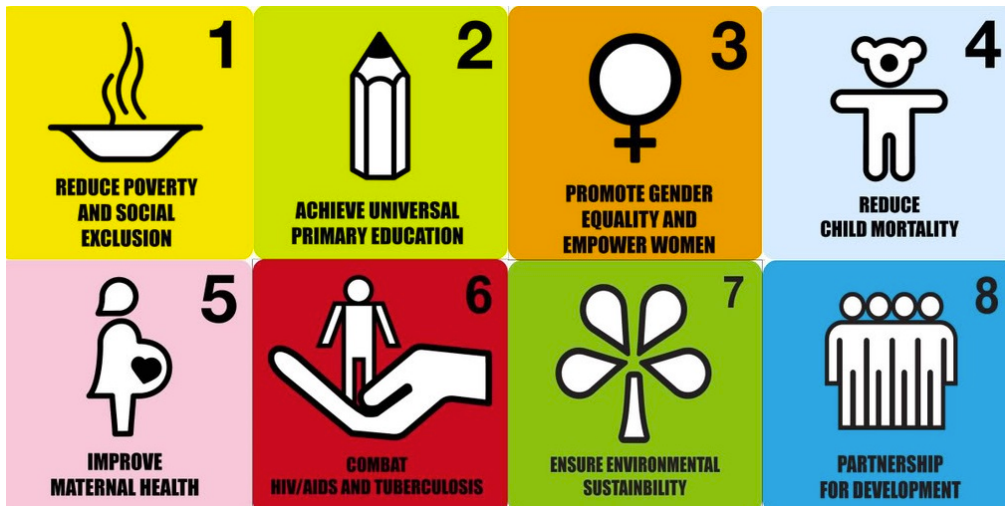 1
REDUCE POVERTY
AND SOCIAL
EXCLUSION
2
ACHIEVE UNIVERSAL
PRIMARY EDUCATION
3
PROMOTE GENDER
EQUALITY AND
EMPOWER WOMEN
4
REDUCE
CHILD MORTALITY
5
IMPROVE
MATERNAL HEALTH
6
COMBAT
HIV/AIDS AND TUBERCULOSIS
7
ENSURE ENVIRONMENTAL
SUSTAINBILITY
8
PARTNERSHIP
FOR DEVELOPMENT